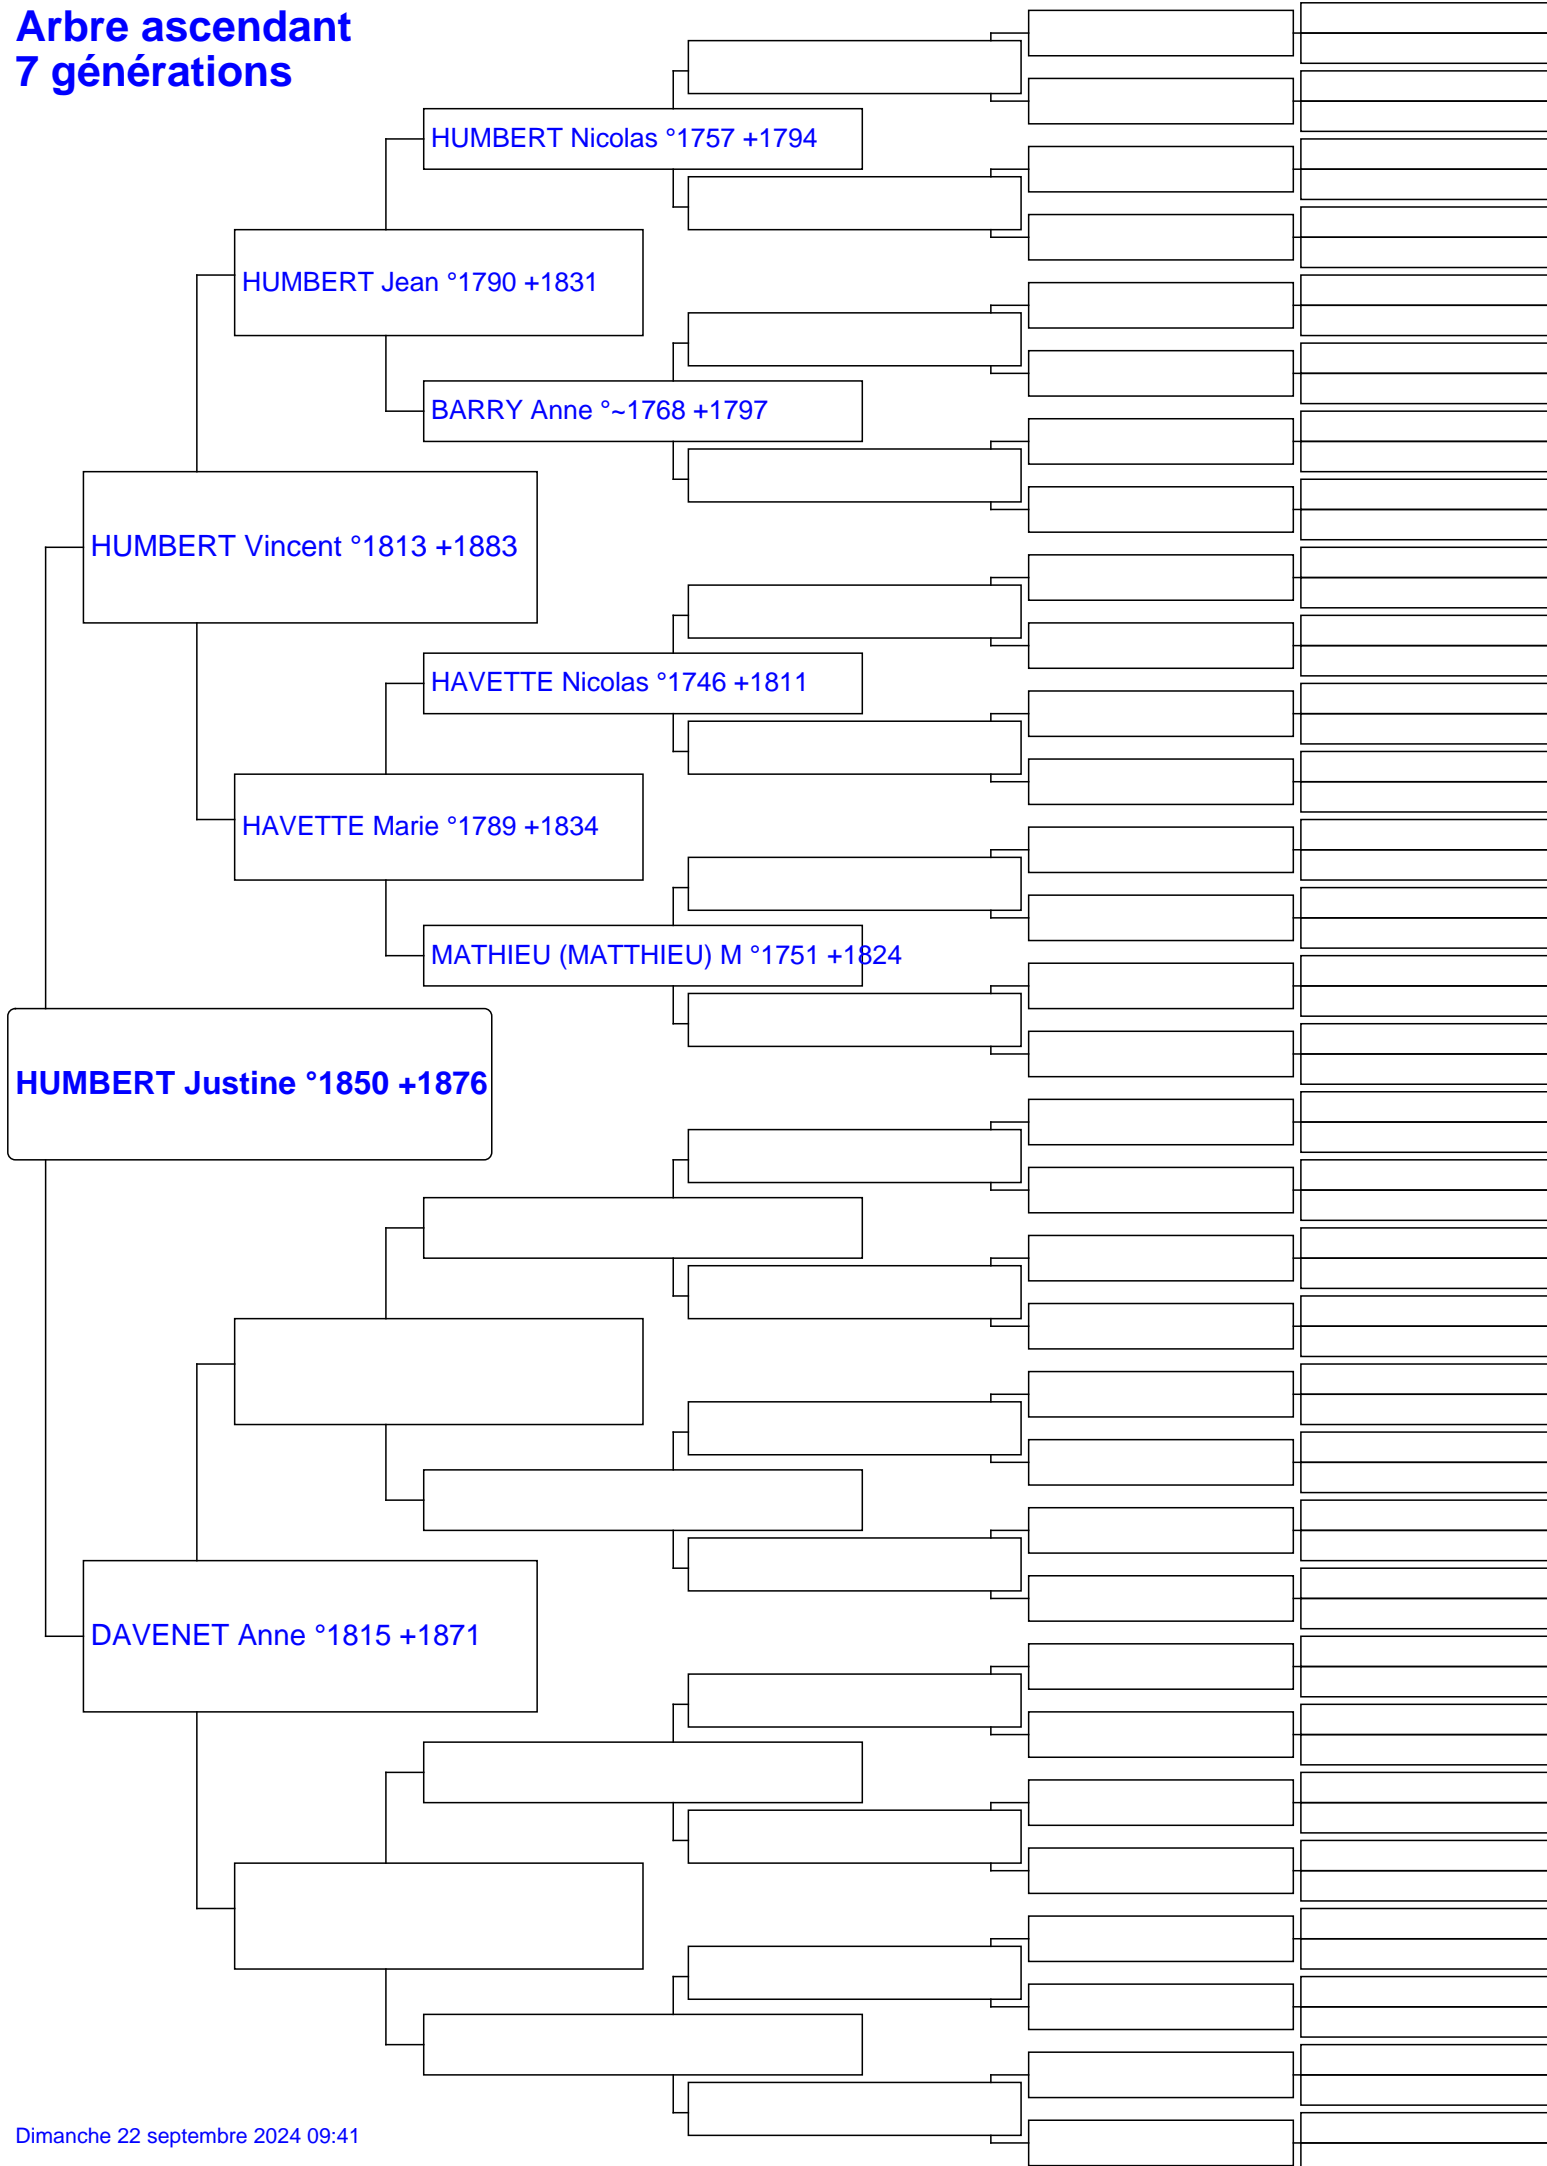 Arbre ascendant
7 générations
HUMBERT Nicolas °1757 +1794
HUMBERT Jean °1790 +1831
BARRY Anne °~1768 +1797
HUMBERT Vincent °1813 +1883
HAVETTE Nicolas °1746 +1811
HAVETTE Marie °1789 +1834
MATHIEU (MATTHIEU) M °1751 +1824
HUMBERT Justine °1850 +1876
DAVENET Anne °1815 +1871
Dimanche 22 septembre 2024 09:41